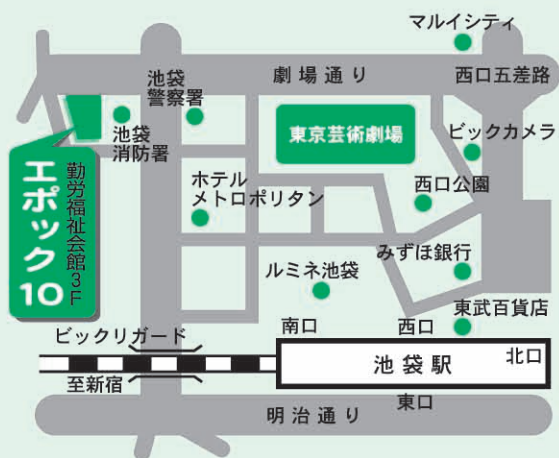 マルイシティ
劇場通り
西口五差路
池袋
警察署
池袋
消防署
東京芸術劇場
ビックカメラ
エポック10
勤労福祉会館3F
ホテル
メトロポリタン
西口公園
みずほ銀行
ルミネ池袋
東武百貨店
ビックリガード
南口
西口
北口
池袋駅
至新宿
東口
明治通り